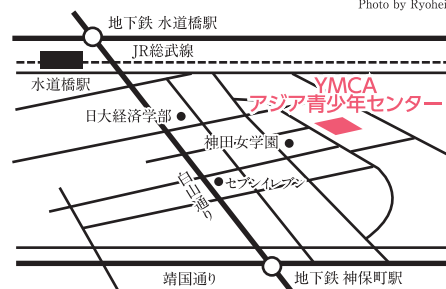 Photo by Ryohei
地下鉄 水道橋駅
JR総武線
水道橋駅
YMCA
アジア青少年センター
日大経済学部
神田女学園
セブンイレブン
白山通り
靖国通り
地下鉄 神保町駅